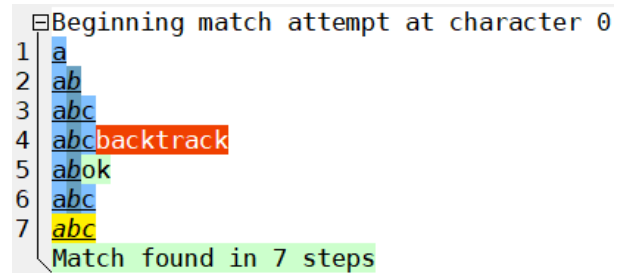 Beginning match attempt at character 0
1 a
2 ab
3 abc
4 abcbacktrack
5 abok
6 abc
7 abc
Match found in 7 steps